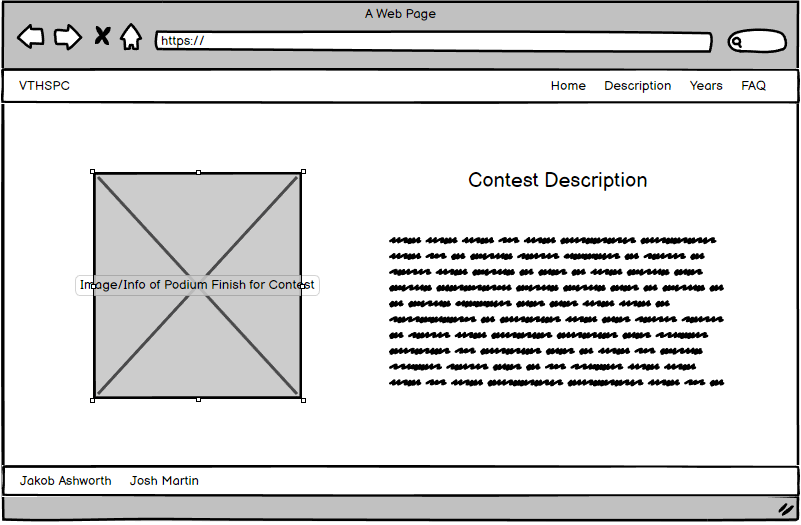 A Web Page
https://
VTHSPC
Home Description Years FAQ
Contest Description
Image/Info of Podium Finish for Contest
Jakob Ashworth Josh Martin